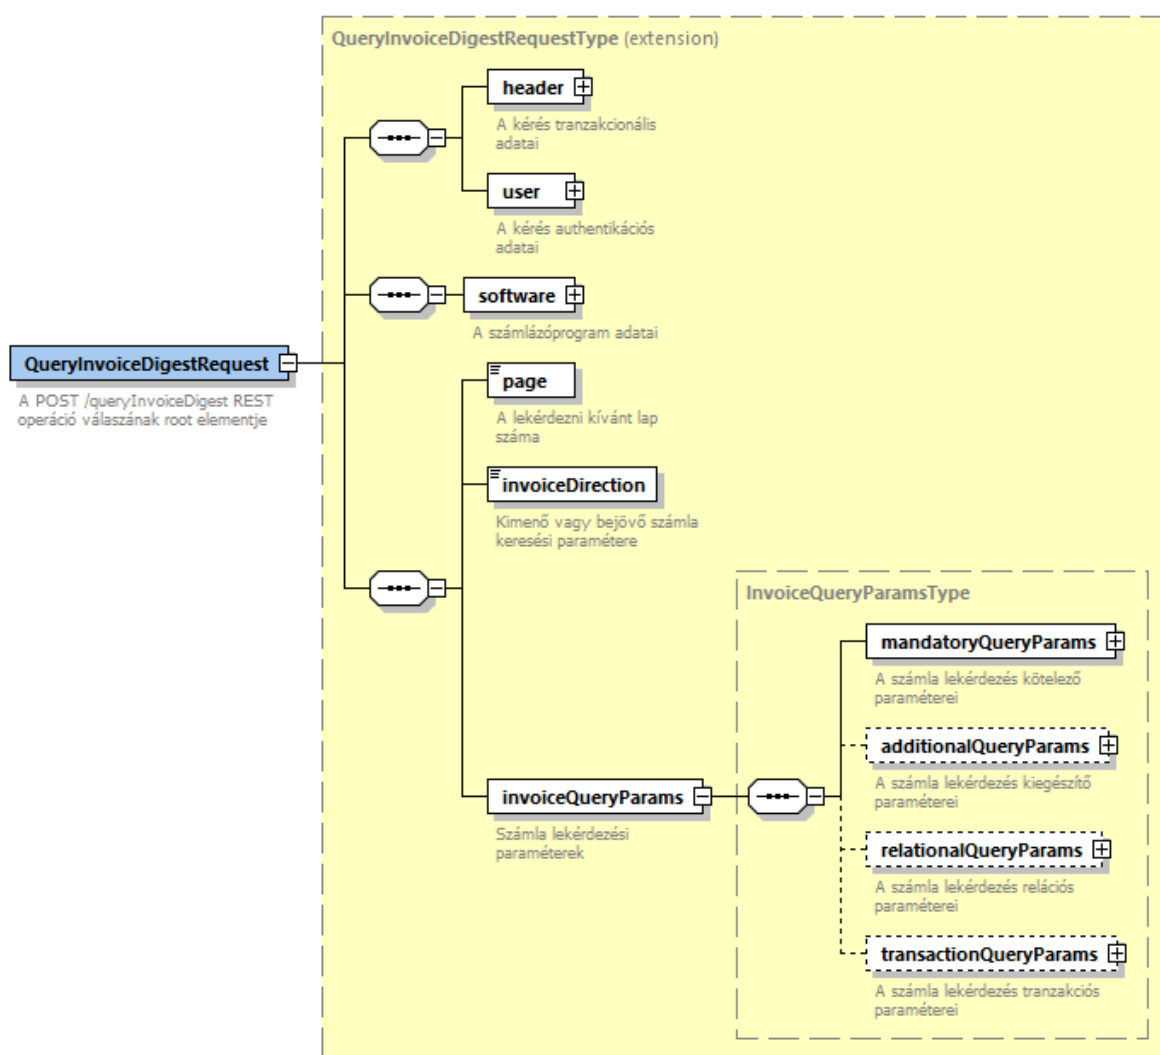 QueryInvoiceDigestRequestType (extension)
header
A kérés tranzakcionális
adatai
user
A kérés authentikációs
adatai
software
A számlázóprogram adatai
QueryInvoiceDigestRequest
A POST /queryInvoiceDigest REST
operáció válaszának root elementje
page
A lekérdezni kívánt lap
száma
invoiceDirection
Kimenő vagy bejövő számla
keresési paramétere
invoiceQueryParams
Számla lekérdezési
paraméterek
InvoiceQueryParamsType
mandatoryQueryParams
A számla lekérdezés kötelező
paraméterei
additionalQueryParams
A számla lekérdezés kiegészítő
paraméterei
relationalQueryParams
A számla lekérdezés relációs
paraméterei
transactionQueryParams
A számla lekérdezés tranzakciós
paraméterei